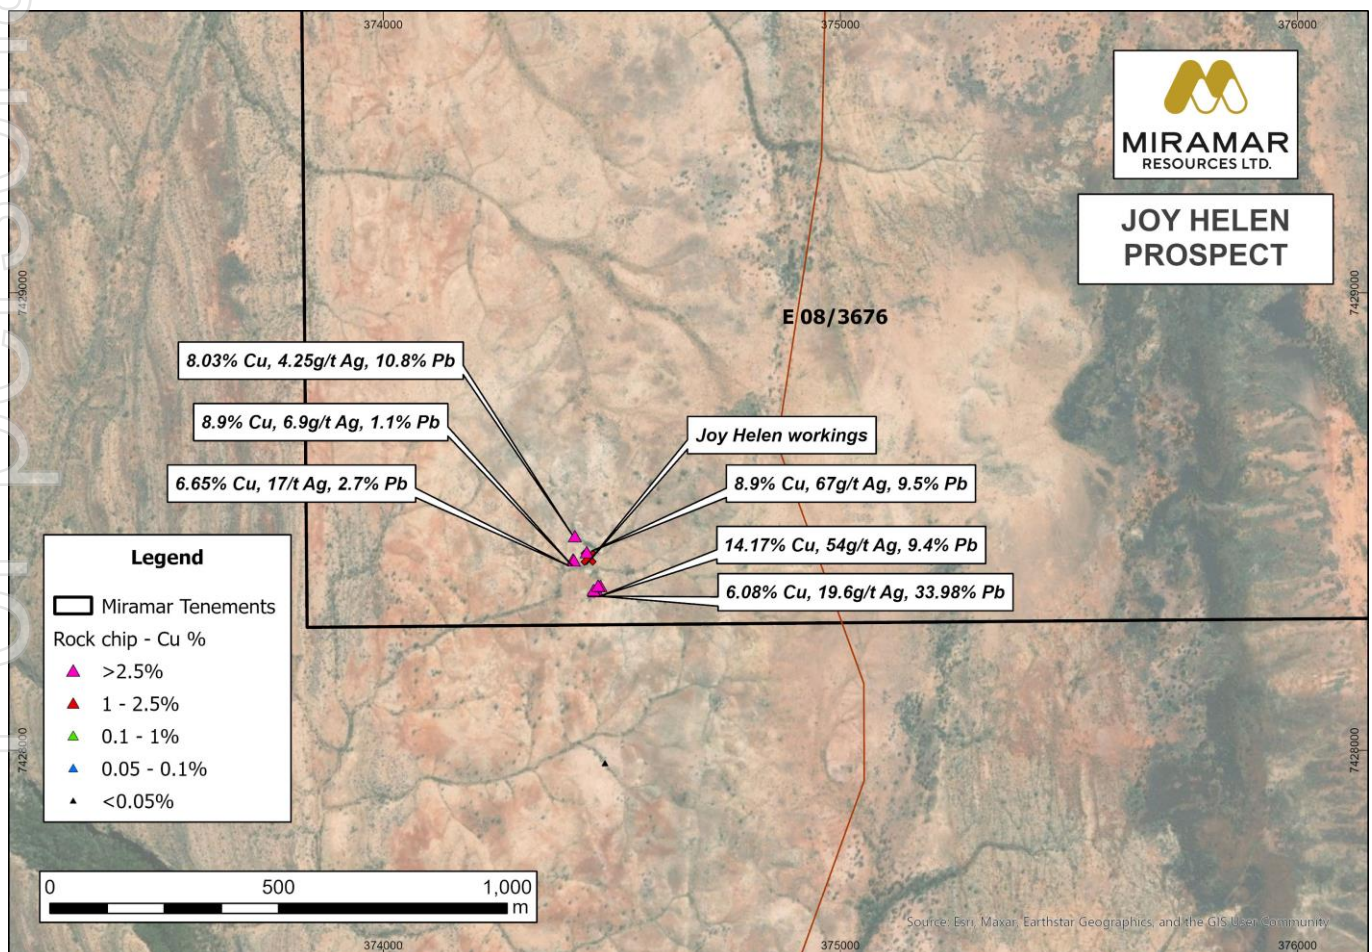 374000
375000
376000
MIRAMAR
RESOURCES LTD.
JOY HELEN
PROSPECT
7429000
7429000
E 08/3676
8.03% Cu, 4.25g/t Ag, 10.8% Pb
8.9% Cu, 6.9g/t Ag, 1.1% Pb
Joy Helen workings
6.65% Cu, 17/t Ag, 2.7% Pb
8.9% Cu, 67g/t Ag, 9.5% Pb
14.17% Cu, 54g/t Ag, 9.4% Pb
6.08% Cu, 19.6g/t Ag, 33.98% Pb
Legend
Miramar Tenements
Rock chip - Cu %
>2.5%
1 - 2.5%
0.1 - 1%
0.05 - 0.1%
<0.05%
7428000
7428000
0 500 1,000
m
Source: Esri, Maxar, Earthstar Geographics, and the GIS User Community
374000
375000
376000